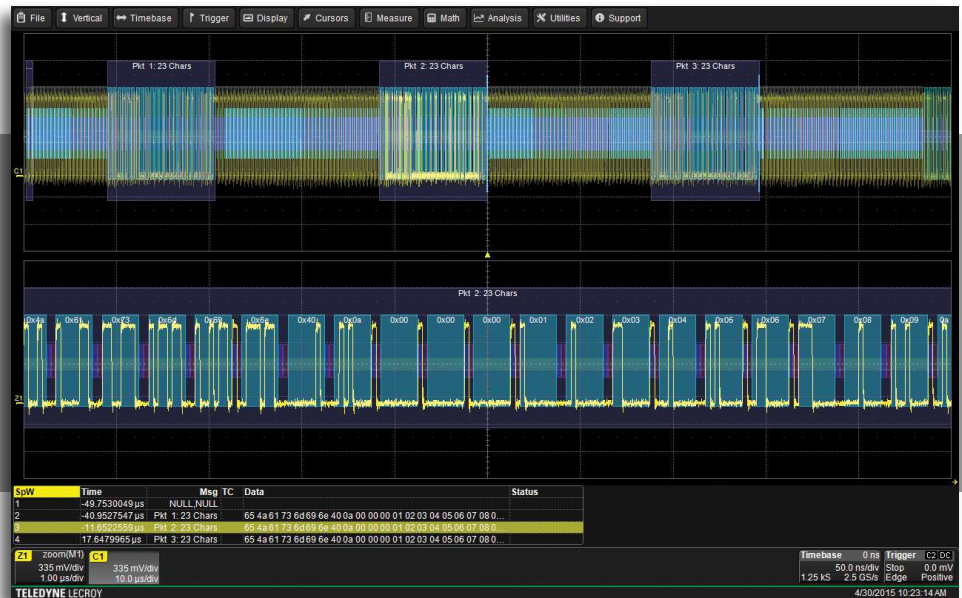 File Vertical Timebase Trigger Display Cursors Measure Math Analysis Utilities Support
Pkt 1: 23 Chars Pkt 2: 23 Chars Pkt 3: 23 Chars
C1
Pkt 2: 23 Chars
0x4a 0x61 0x73 0x6d 0x69 0x6e 0x40 0x0a 0x00 0x00 0x00 0x01 0x02 0x03 0x04 0x05 0x06 0x07 0x08 0x09 0a
Z1
SpW Time Msg TC Data Status
1 -49.7530049 µs NULL,NULL
2 -40.9527547 µs Pkt 1: 23 Chars 65 4a 61 73 6d 69 6e 40 0a 00 00 00 01 02 03 04 05 06 07 08 0...
3 -11.6522559 µs Pkt 2: 23 Chars 65 4a 61 73 6d 69 6e 40 0a 00 00 00 01 02 03 04 05 06 07 08 0...
4 17.6479965 µs Pkt 3: 23 Chars 65 4a 61 73 6d 69 6e 40 0a 00 00 00 01 02 03 04 05 06 07 08 0...
Z1 zoom(M1) C1 Timebase 0 ns Trigger C2 DC
335 mV/div 335 mV/div 50.0 ns/div Stop 0.0 mV
1.00 µs/div 10.0 µs/div 1.25 kS 2.5 GS/s Edge Positive
TELEDYNE LECROY 4/30/2015 10:23:14 AM